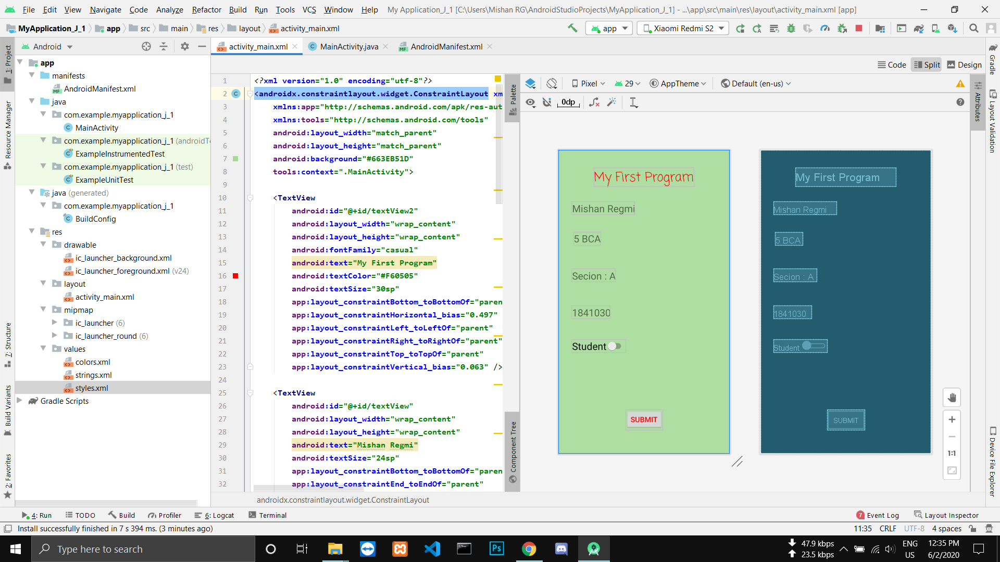 File Edit View Navigate Code Analyze Refactor Build Run Tools VCS Window Help My Application_J_1 [C:\Users\Mishan RG\AndroidStudioProjects\MyApplication_J_1] - ...\app\src\main\res\layout\activity_main.xml [app]
MyApplication_J_1 app src main res layout activity_main.xml app Xiaomi Redmi S2
Android
activity_main.xml MainActivity.java AndroidManifest.xml
Code Split Design
Pixel 29 AppTheme Default (en-us)
0dp
1: Project
Resource Manager
7: Structure
Build Variants
2: Favorites
app
manifests
AndroidManifest.xml
java
com.example.myapplication_j_1
MainActivity
com.example.myapplication_j_1 (androidTe
ExampleInstrumentedTest
com.example.myapplication_j_1 (test)
ExampleUnitTest
java (generated)
com.example.myapplication_j_1
BuildConfig
res
drawable
ic_launcher_background.xml
ic_launcher_foreground.xml (v24)
layout
activity_main.xml
mipmap
ic_launcher (6)
ic_launcher_round (6)
values
colors.xml
strings.xml
styles.xml
Gradle Scripts
1 <?xml version="1.0" encoding="utf-8"?>
2 <androidx.constraintlayout.widget.ConstraintLayout xm
3 xmlns:app="http://schemas.android.com/apk/res-aut
4 xmlns:tools="http://schemas.android.com/tools"
5 android:layout_width="match_parent"
6 android:layout_height="match_parent"
7 android:background="#663EB51D"
8 tools:context=".MainActivity">
9
10 <TextView
11 android:id="@+id/textView2"
12 android:layout_width="wrap_content"
13 android:layout_height="wrap_content"
14 android:fontFamily="casual"
15 android:text="My First Program"
16 android:textColor="#F60505"
17 android:textSize="30sp"
18 app:layout_constraintBottom_toBottomOf="paren
19 app:layout_constraintHorizontal_bias="0.497"
20 app:layout_constraintLeft_toLeftOf="parent"
21 app:layout_constraintRight_toRightOf="parent"
22 app:layout_constraintTop_toTopOf="parent"
23 app:layout_constraintVertical_bias="0.063" />
24
25 <TextView
26 android:id="@+id/textView"
27 android:layout_width="wrap_content"
28 android:layout_height="wrap_content"
29 android:text="Mishan Regmi"
30 android:textSize="24sp"
31 app:layout_constraintBottom_toBottomOf="paren
32 app:layout_constraintEnd_toEndOf="parent"
androidx.constraintlayout.widget.ConstraintLayout
Palette
Component Tree
My First Program
Mishan Regmi
5 BCA
Secion : A
1841030
Student
SUBMIT
My First Program
Mishan Regmi
5 BCA
Secion : A
1841030
Student
SUBMIT
1:1
Attributes
Gradle
Layout Validation
Device File Explorer
4: Run TODO Build Profiler 6: Logcat Terminal 7 Event Log Layout Inspector
Install successfully finished in 7 s 394 ms. (3 minutes ago) 11:35 CRLF UTF-8 4 spaces
Type here to search
47.9 kbps
23.5 kbps
ENG
US
12:35 PM
6/2/2020